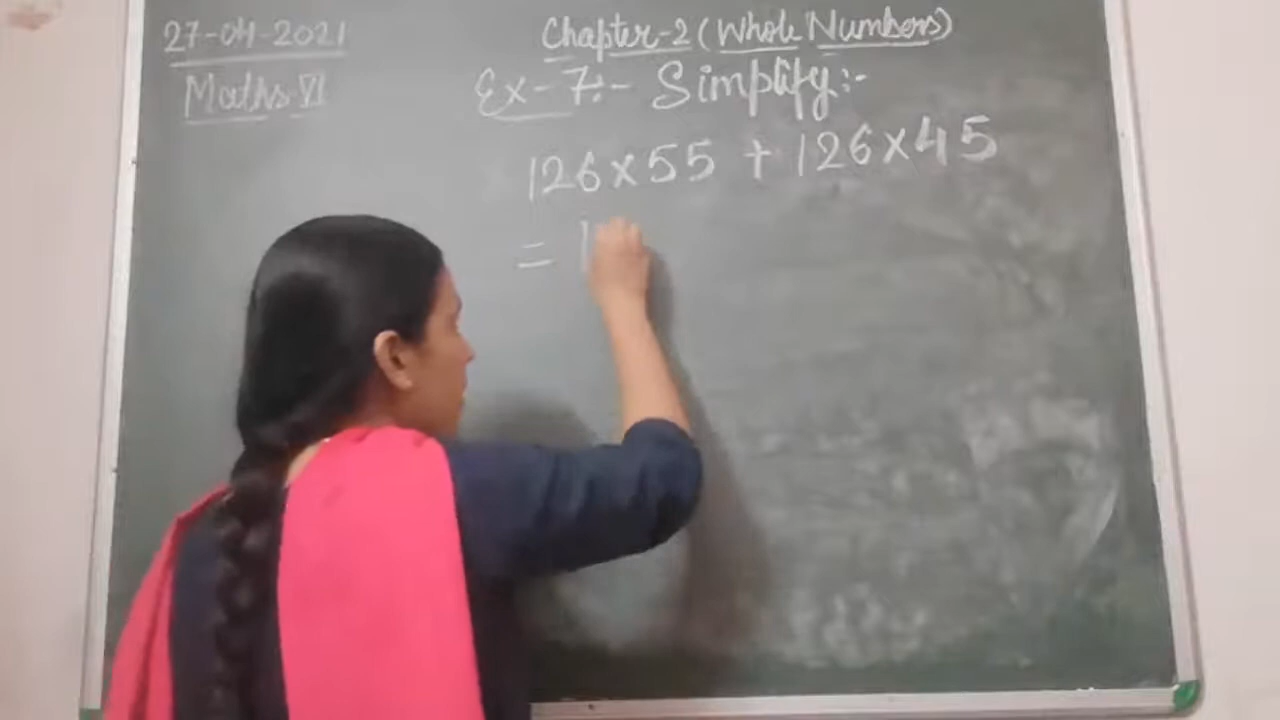 27-04-2021
Chapter-2 (Whole Numbers)
Maths VI
Ex-7:- Simplify:-
126×55 + 126×45
= 1